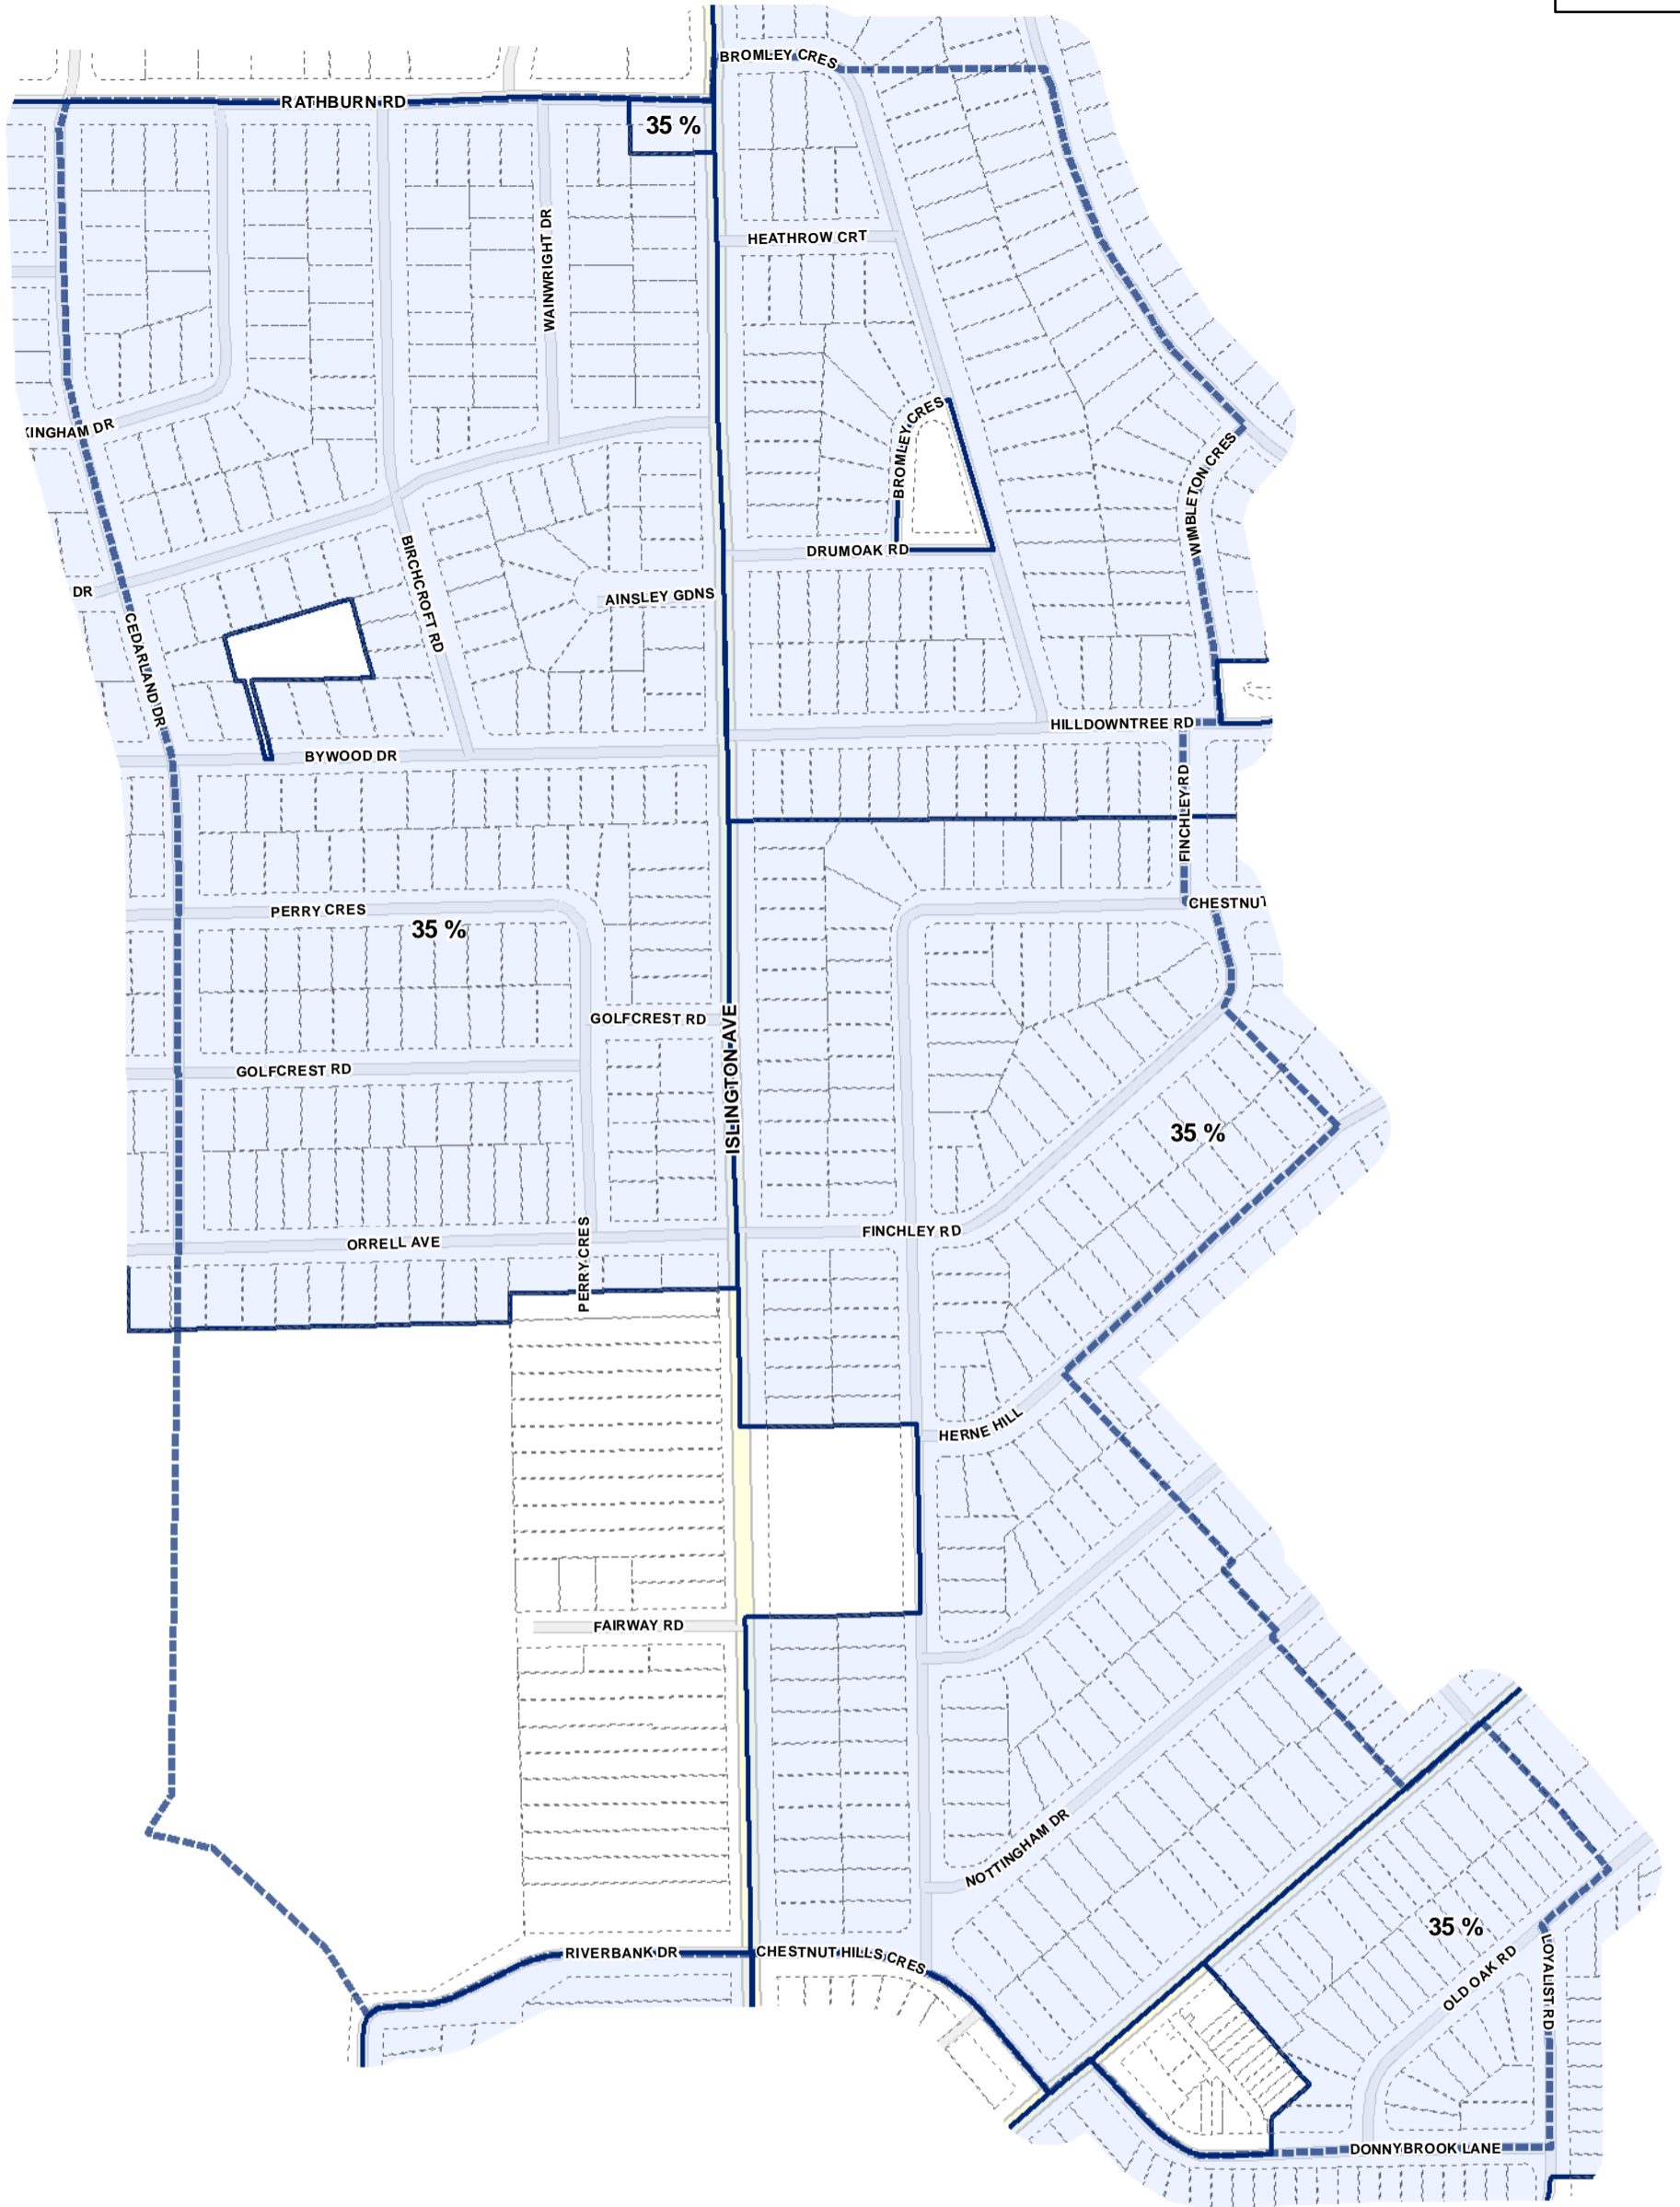 BROMLEY CRES
RATHBURN RD
35 %
WAINWRIGHT DR
HEATHROW CRT
BROMLEY CRES
KINGHAM DR
WIMBLETON CRES
DRUMOAK RD
BIRCHCROFT RD
DR
AINSLEY GDNS
CEDARLAND DR
HILLDOWNTREE RD
BYWOOD DR
FINCHLEY RD
CHESTNUT
PERRY CRES
35 %
GOLFCREST RD
ISLINGTON AVE
GOLFCREST RD
35 %
FINCHLEY RD
ORRELL AVE
PERRY CRES
HERNE HILL
FAIRWAY RD
NOTTINGHAM DR
35 %
RIVERBANK DR
CHESTNUT HILLS CRES
OLD OAK RD
LOYALIST RD
DONNYBROOK LANE